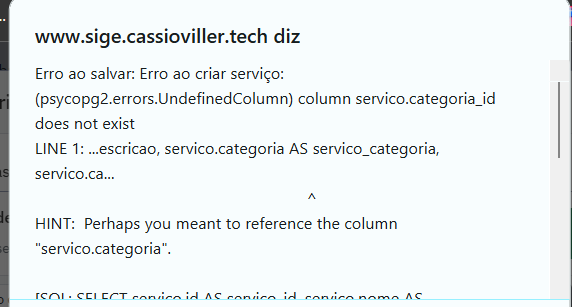 www.sige.cassioviller.tech diz
Erro ao salvar: Erro ao criar serviço:
(psycopg2.errors.UndefinedColumn) column servico.categoria_id
does not exist
LINE 1: ...escricao, servico.categoria AS servico_categoria,
servico.ca...
^
HINT:  Perhaps you meant to reference the column
"servico.categoria".
[SQL: SELECT servico.id AS servico_id, servico.nome AS